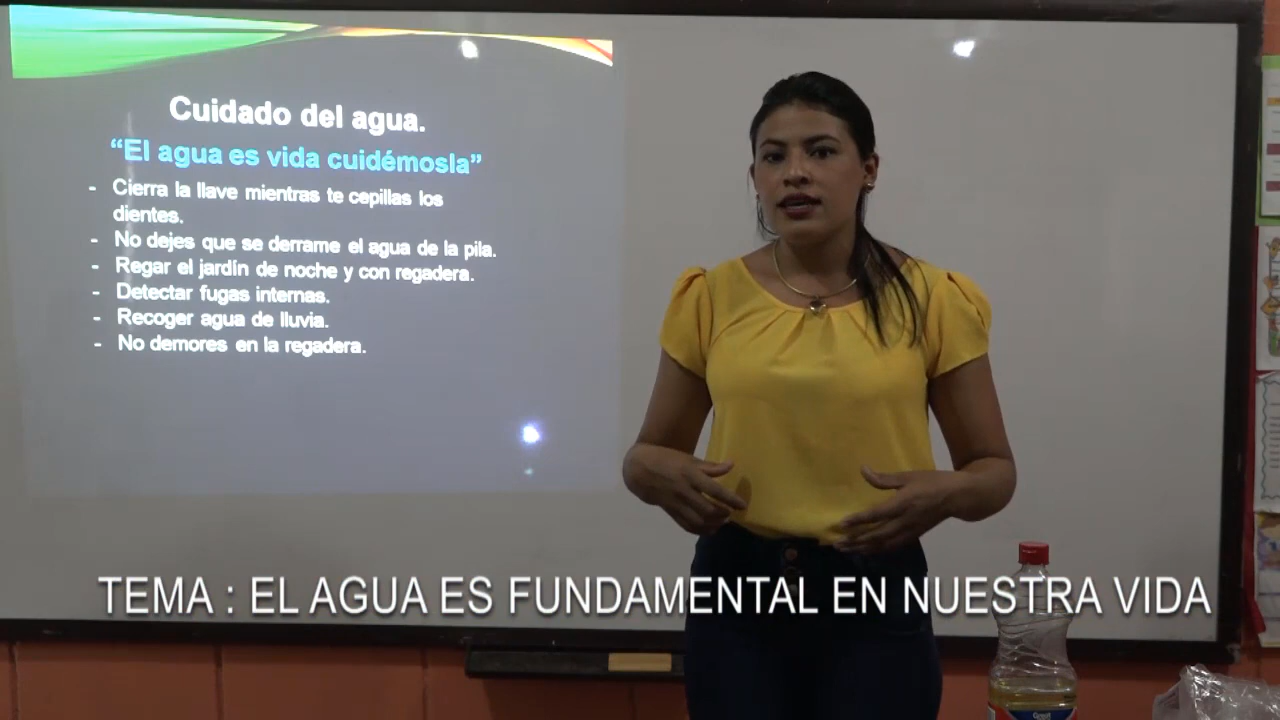 Cuidado del agua.
“El agua es vida cuidémosla”
- Cierra la llave mientras te cepillas los
dientes.
- No dejes que se derrame el agua de la pila.
- Regar el jardín de noche y con regadera.
- Detectar fugas internas.
- Recoger agua de lluvia.
- No demores en la regadera.
TEMA : EL AGUA ES FUNDAMENTAL EN NUESTRA VIDA